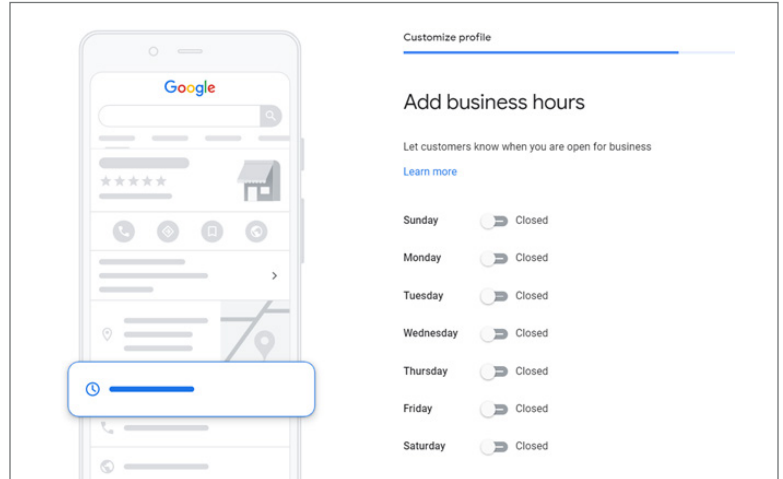 Google
Customize profile
Add business hours
Let customers know when you are open for business
Learn more
Sunday Closed
Monday Closed
Tuesday Closed
Wednesday Closed
Thursday Closed
Friday Closed
Saturday Closed